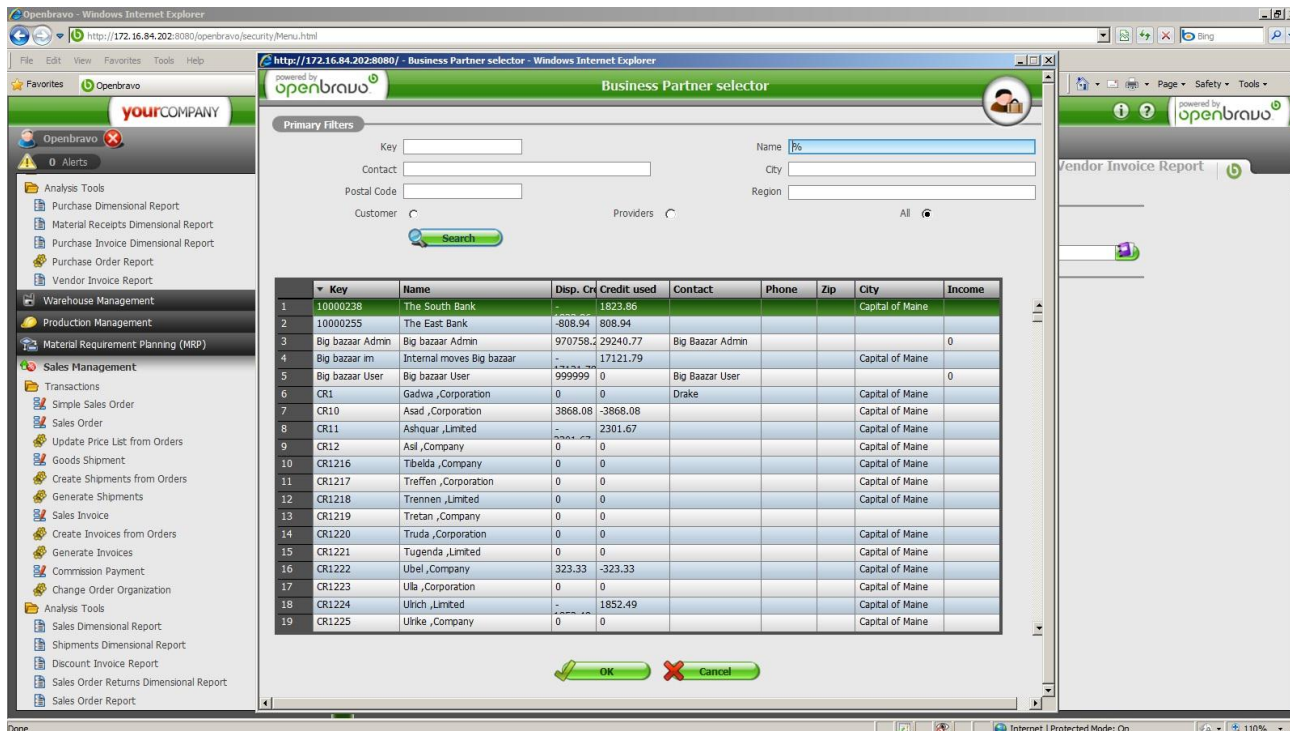 Openbravo - Windows Internet Explorer
http://172.16.84.202:8080/openbravo/security/Menu.html
Bing
File Edit View Favorites Tools Help
Favorites Openbravo
Page Safety Tools
yourCOMPANY
Openbravo
0 Alerts
Analysis Tools
Purchase Dimensional Report
Material Receipts Dimensional Report
Purchase Invoice Dimensional Report
Purchase Order Report
Vendor Invoice Report
Warehouse Management
Production Management
Material Requirement Planning (MRP)
Sales Management
Transactions
Simple Sales Order
Sales Order
Update Price List from Orders
Goods Shipment
Create Shipments from Orders
Generate Shipments
Sales Invoice
Create Invoices from Orders
Generate Invoices
Commission Payment
Change Order Organization
Analysis Tools
Sales Dimensional Report
Shipments Dimensional Report
Discount Invoice Report
Sales Order Returns Dimensional Report
Sales Order Report
http://172.16.84.202:8080/ - Business Partner selector - Windows Internet Explorer
powered by
openbravo
Business Partner selector
Primary Filters
Key Name %
Contact City
Postal Code Region
Customer Providers All
Search
Key Name Disp. Cre Credit used Contact Phone Zip City Income
1 10000238 The South Bank - 1823.86 Capital of Maine
2 10000255 The East Bank -808.94 808.94
3 Big bazaar Admin Big bazaar Admin 970758.2 29240.77 Big Baazar Admin 0
4 Big bazaar im Internal moves Big bazaar - 17121.79 Capital of Maine
5 Big bazaar User Big bazaar User 999999 0 Big Baazar User 0
6 CR1 Gadwa ,Corporation 0 0 Drake Capital of Maine
7 CR10 Asad ,Corporation 3868.08 -3868.08 Capital of Maine
8 CR11 Ashquar ,Limited - 2301.67 Capital of Maine
9 CR12 Asil ,Company 0 0 Capital of Maine
10 CR1216 Tibelda ,Company 0 0 Capital of Maine
11 CR1217 Treffen ,Corporation 0 0 Capital of Maine
12 CR1218 Trennen ,Limited 0 0 Capital of Maine
13 CR1219 Tretan ,Company 0 0
14 CR1220 Truda ,Corporation 0 0 Capital of Maine
15 CR1221 Tugenda ,Limited 0 0 Capital of Maine
16 CR1222 Ubel ,Company 323.33 -323.33 Capital of Maine
17 CR1223 Ulla ,Corporation 0 0 Capital of Maine
18 CR1224 Ulrich ,Limited - 1852.49 Capital of Maine
19 CR1225 Ulrike ,Company 0 0 Capital of Maine
OK Cancel
powered by
openbravo
Vendor Invoice Report
Done Internet | Protected Mode: On 110%